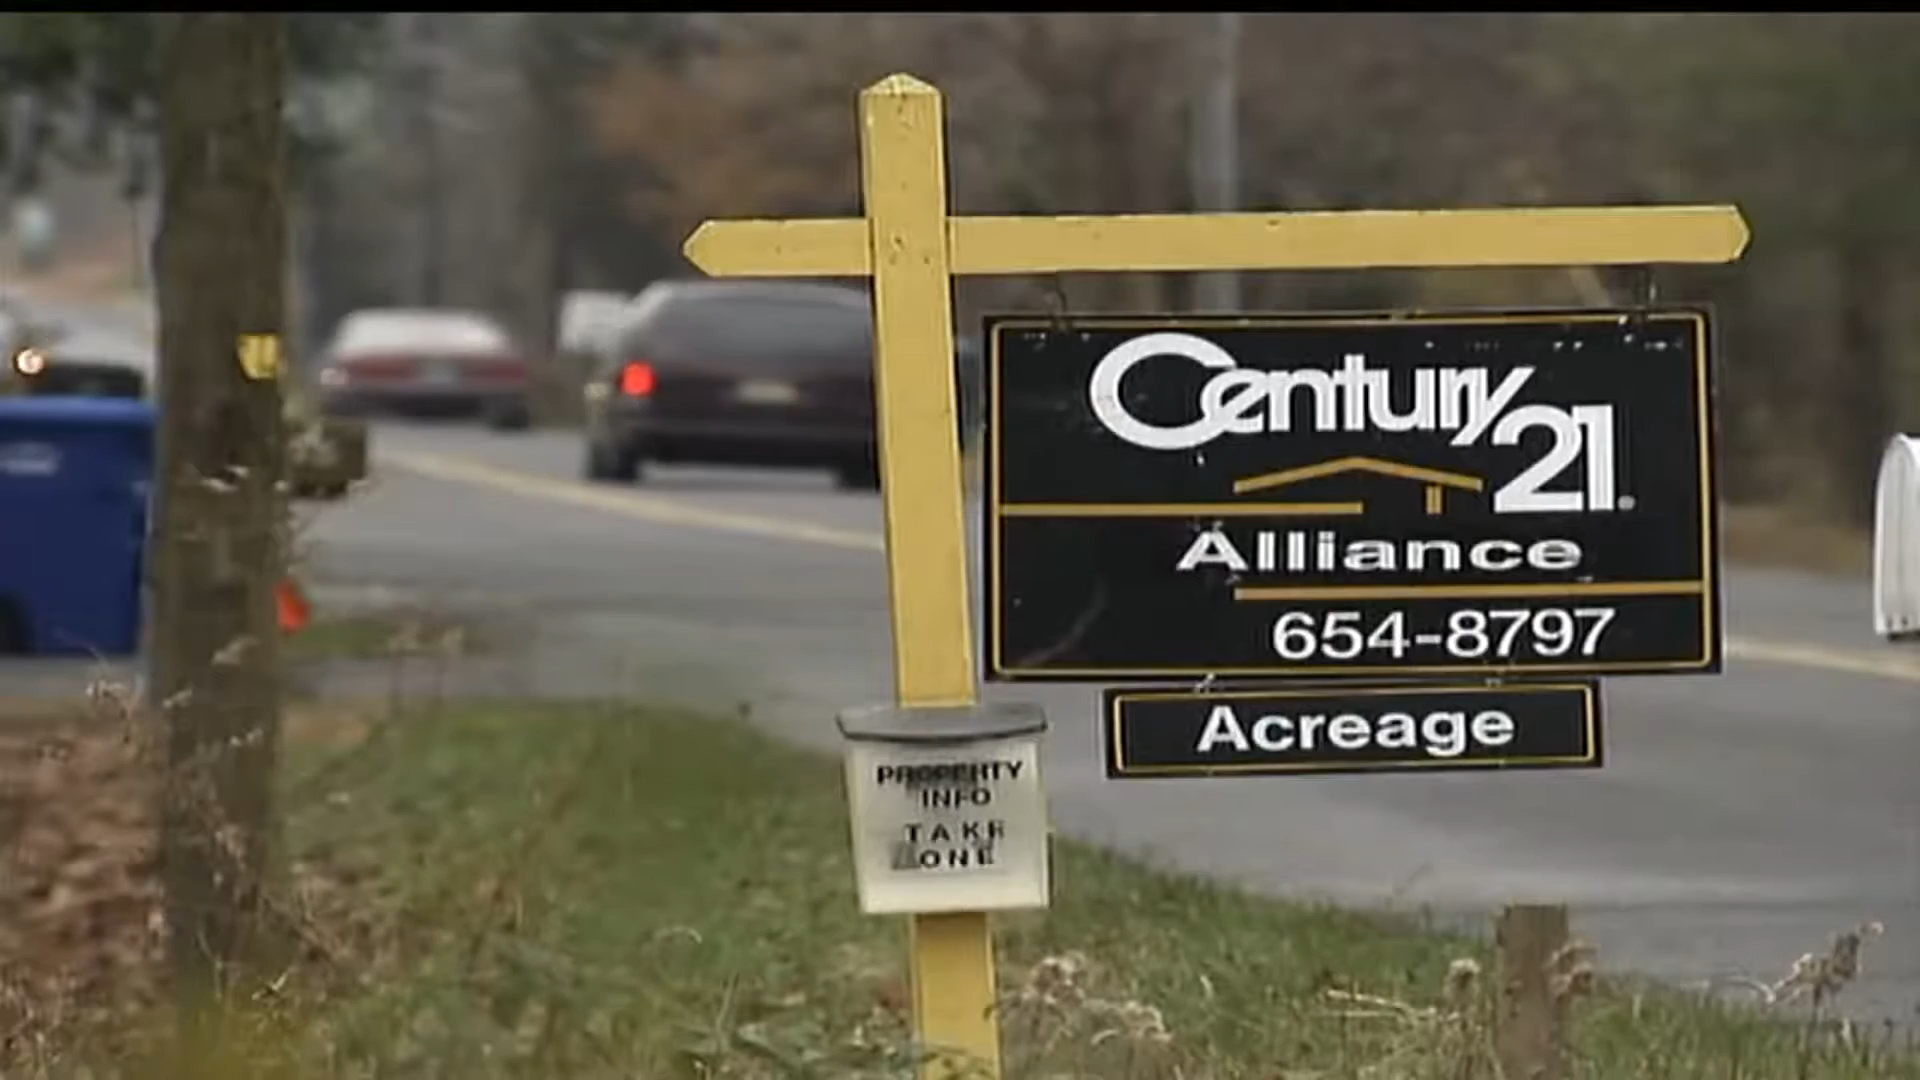 Century
21
Alliance
654-8797
Acreage
PROPERTY
INFO
TAKE
ONE